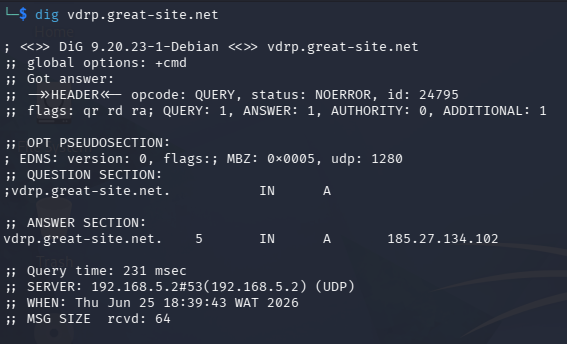 └─$ dig vdrp.great-site.net
; <<>> DiG 9.20.23-1-Debian <<>> vdrp.great-site.net
;; global options: +cmd
;; Got answer:
;; ->>HEADER<<- opcode: QUERY, status: NOERROR, id: 24795
;; flags: qr rd ra; QUERY: 1, ANSWER: 1, AUTHORITY: 0, ADDITIONAL: 1
;; OPT PSEUDOSECTION:
; EDNS: version: 0, flags:; MBZ: 0x0005, udp: 1280
;; QUESTION SECTION:
;vdrp.great-site.net. IN A
;; ANSWER SECTION:
vdrp.great-site.net. 5 IN A 185.27.134.102
;; Query time: 231 msec
;; SERVER: 192.168.5.2#53(192.168.5.2) (UDP)
;; WHEN: Thu Jun 25 18:39:43 WAT 2026
;; MSG SIZE rcvd: 64